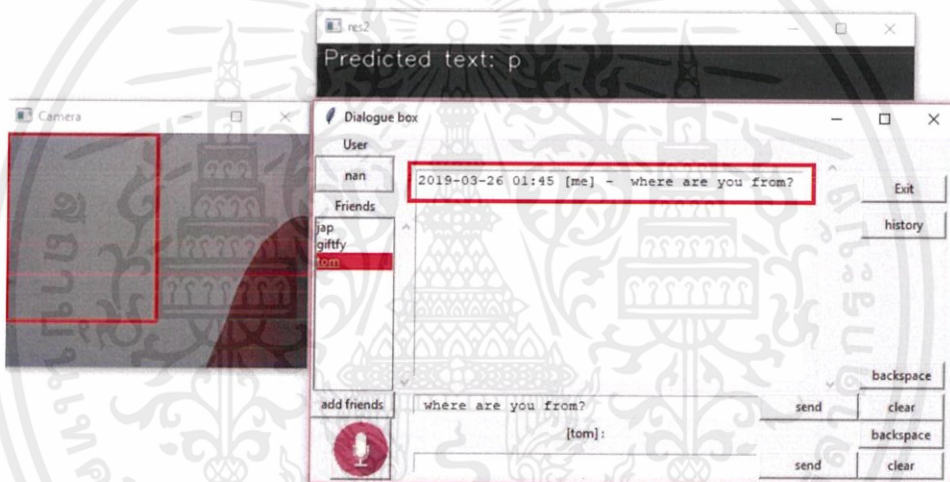 res2
Predicted text: p
Camera
Dialogue box
User
nan
2019-03-26 01:45 [me] - where are you from?
Exit
Friends
history
jap
giftfy
tom
backspace
add friends
where are you from?
send
clear
[tom]:
backspace
send
clear